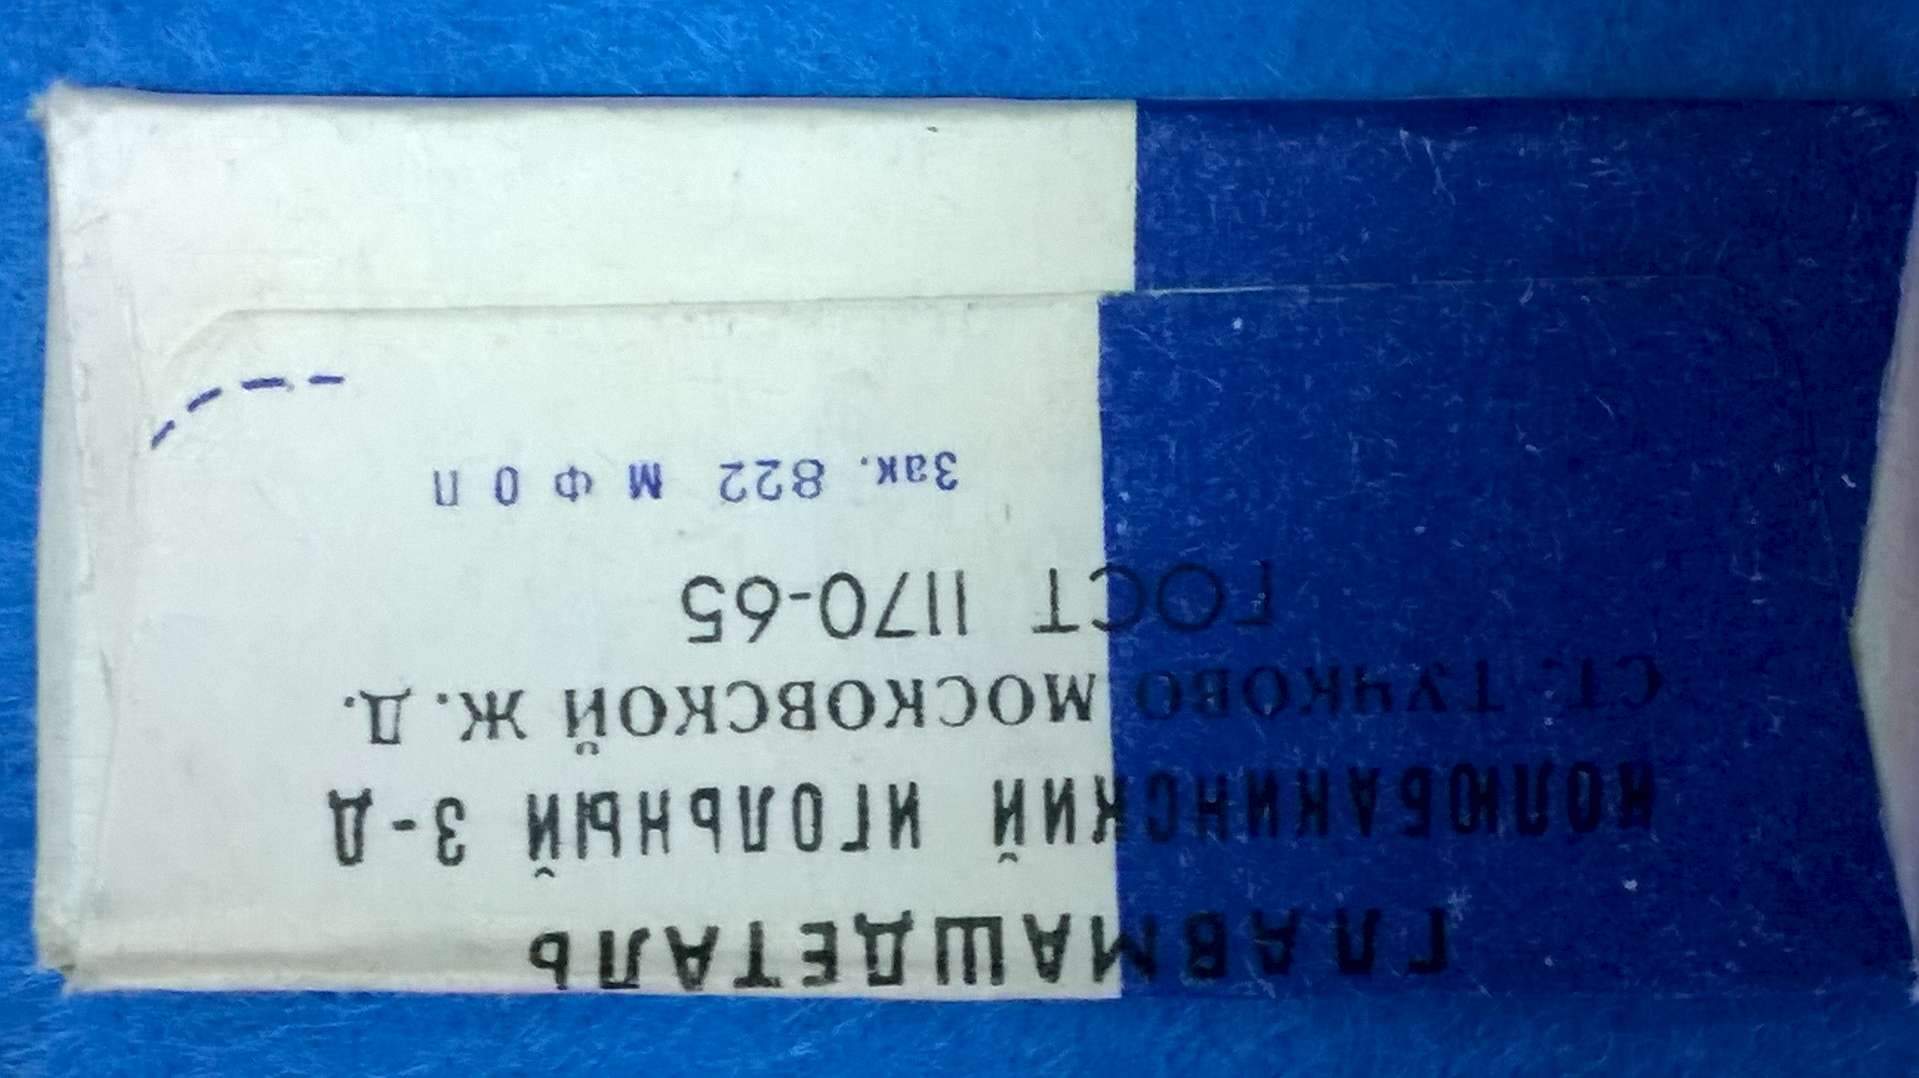 ГЛАВМАШДЕТАЛЬ
КОЛЮБАКИНСКИЙ ИГОЛЬНЫЙ З-Д
СТ. ТУЧКОВО МОСКОВСКОЙ Ж. Д.
ГОСТ 1170-65
Зак. 822 М Ф О П